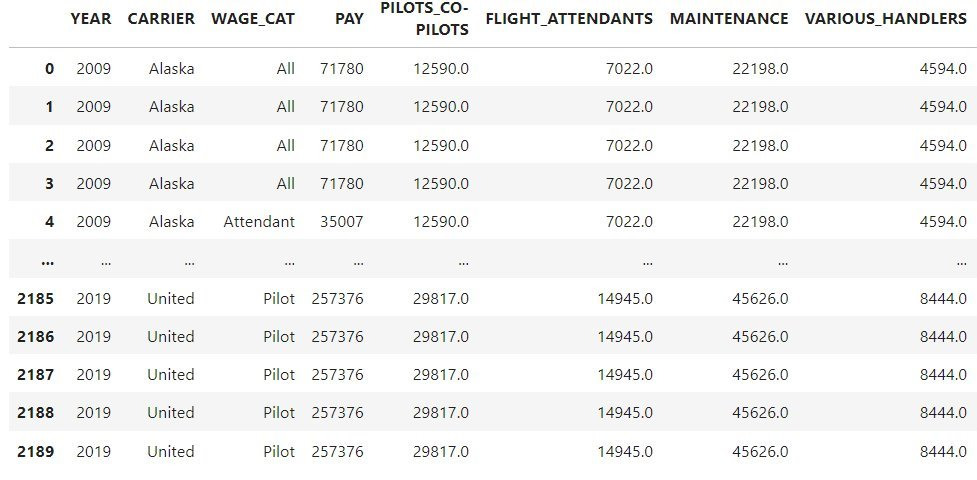 YEAR CARRIER WAGE_CAT PAY PILOTS_CO-PILOTS FLIGHT_ATTENDANTS MAINTENANCE VARIOUS_HANDLERS
0 2009 Alaska All 71780 12590.0 7022.0 22198.0 4594.0
1 2009 Alaska All 71780 12590.0 7022.0 22198.0 4594.0
2 2009 Alaska All 71780 12590.0 7022.0 22198.0 4594.0
3 2009 Alaska All 71780 12590.0 7022.0 22198.0 4594.0
4 2009 Alaska Attendant 35007 12590.0 7022.0 22198.0 4594.0
... ... ... ... ... ... ... ... ...
2185 2019 United Pilot 257376 29817.0 14945.0 45626.0 8444.0
2186 2019 United Pilot 257376 29817.0 14945.0 45626.0 8444.0
2187 2019 United Pilot 257376 29817.0 14945.0 45626.0 8444.0
2188 2019 United Pilot 257376 29817.0 14945.0 45626.0 8444.0
2189 2019 United Pilot 257376 29817.0 14945.0 45626.0 8444.0